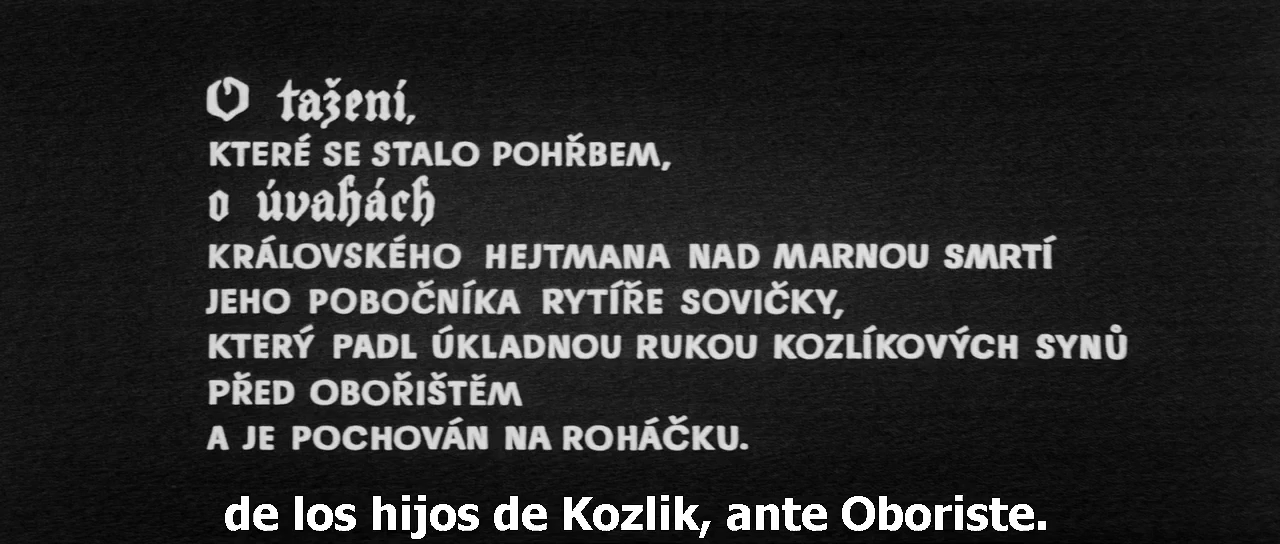 O tažení,
KTERÉ SE STALO POHŘBEM,
o úvahách
KRÁLOVSKÉHO HEJTMANA NAD MARNOU SMRTÍ
JEHO POBOČNÍKA RYTÍŘE SOVIČKY,
KTERÝ PADL ÚKLADNOU RUKOU KOZLÍKOVÝCH SYNŮ
PŘED OBOŘIŠTĚM
A JE POCHOVÁN NA ROHÁČKU.
de los hijos de Kozlik, ante Oboriste.